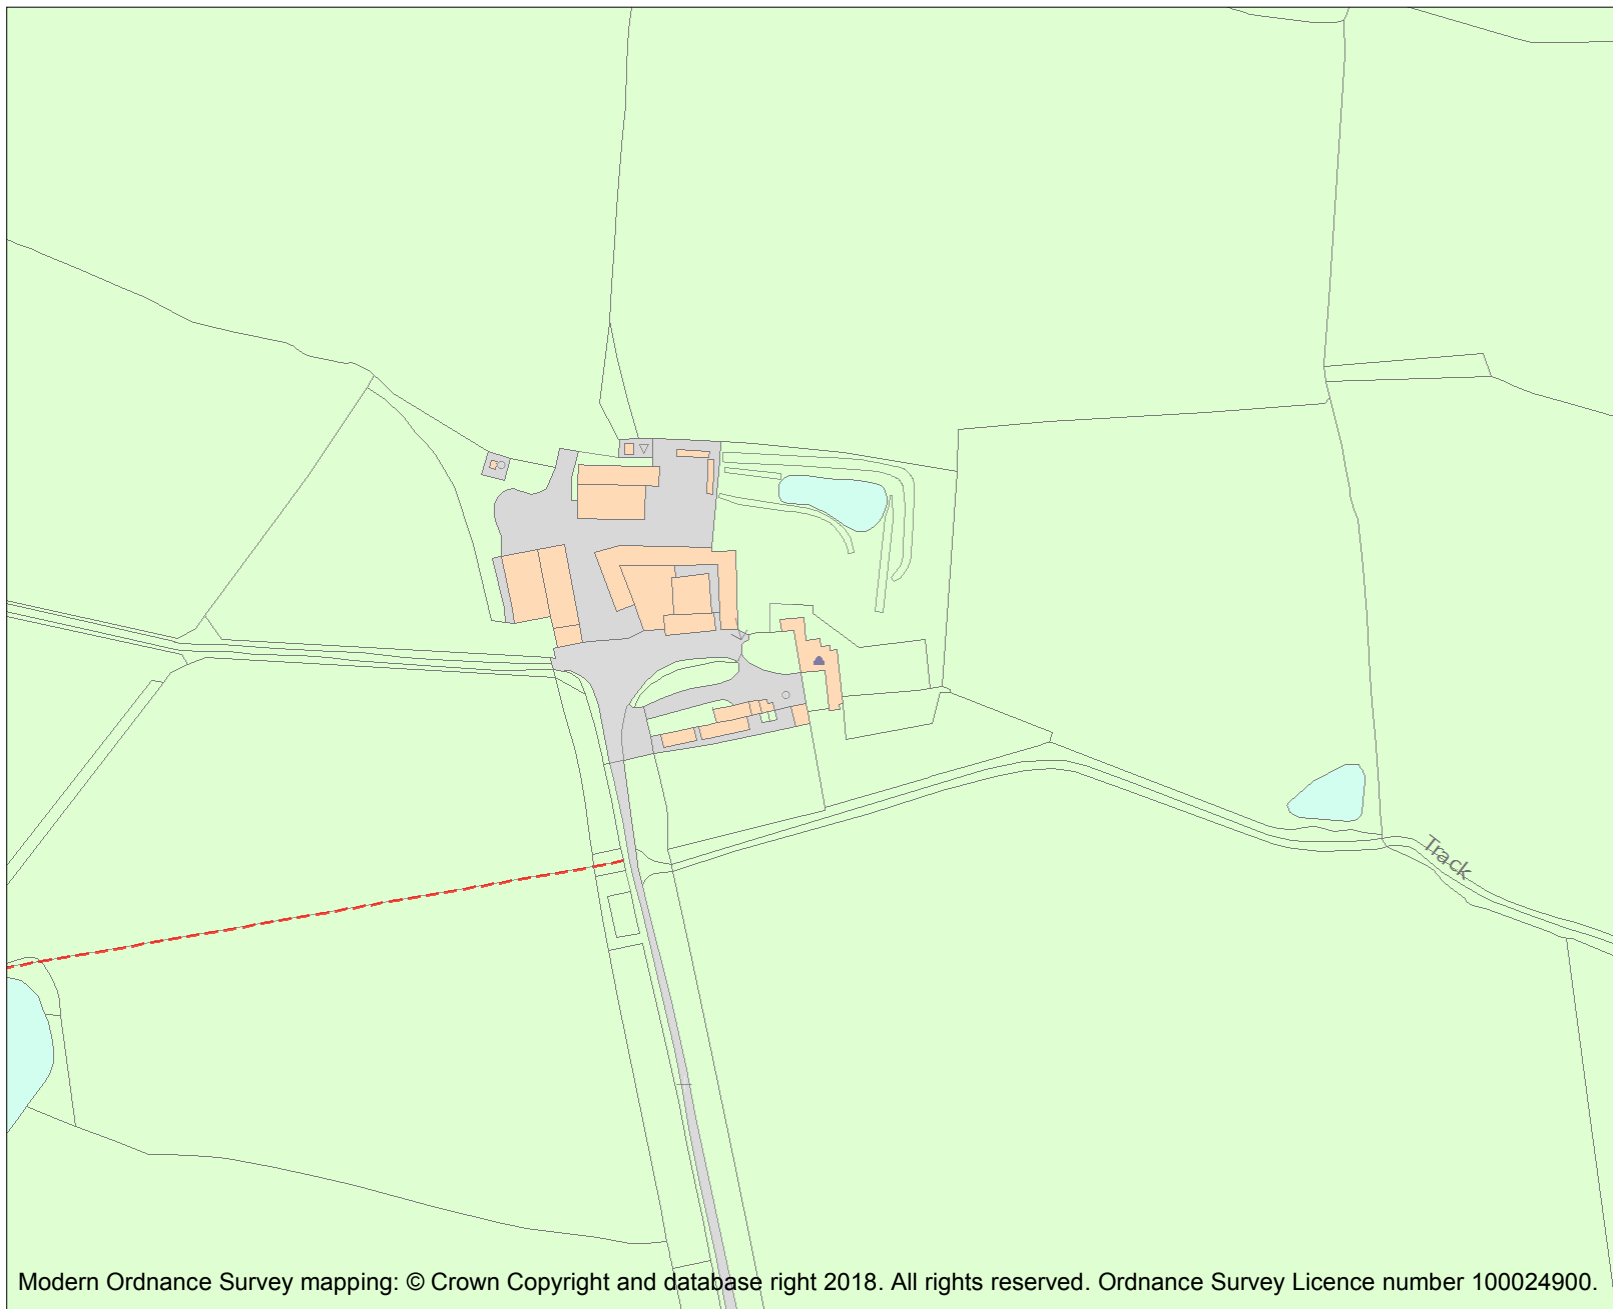 Track
Modern Ordnance Survey mapping: © Crown Copyright and database right 2018. All rights reserved. Ordnance Survey Licence number 100024900.